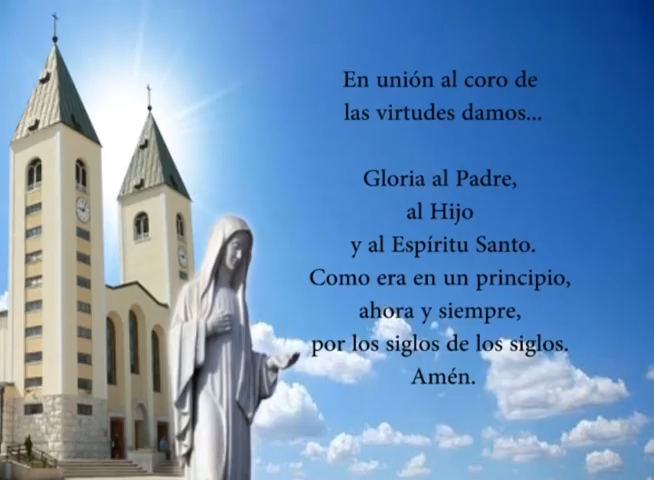 En unión al coro de
las virtudes damos...
Gloria al Padre,
al Hijo
y al Espíritu Santo.
Como era en un principio,
ahora y siempre,
por los siglos de los siglos.
Amén.